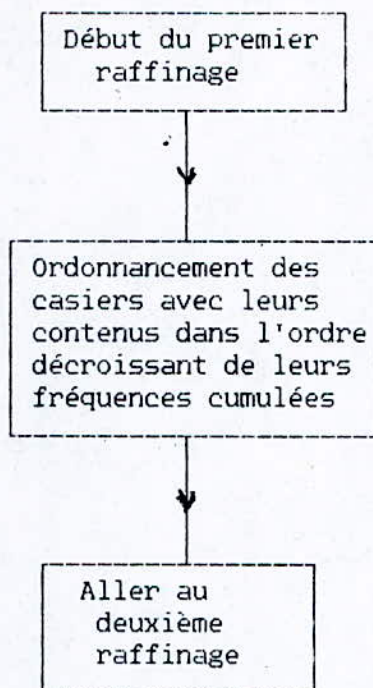 Début du premier
raffinage
Ordonnancement des
casiers avec leurs
contenus dans l'ordre
décroissant de leurs
fréquences cumulées
Aller au
deuxième
raffinage